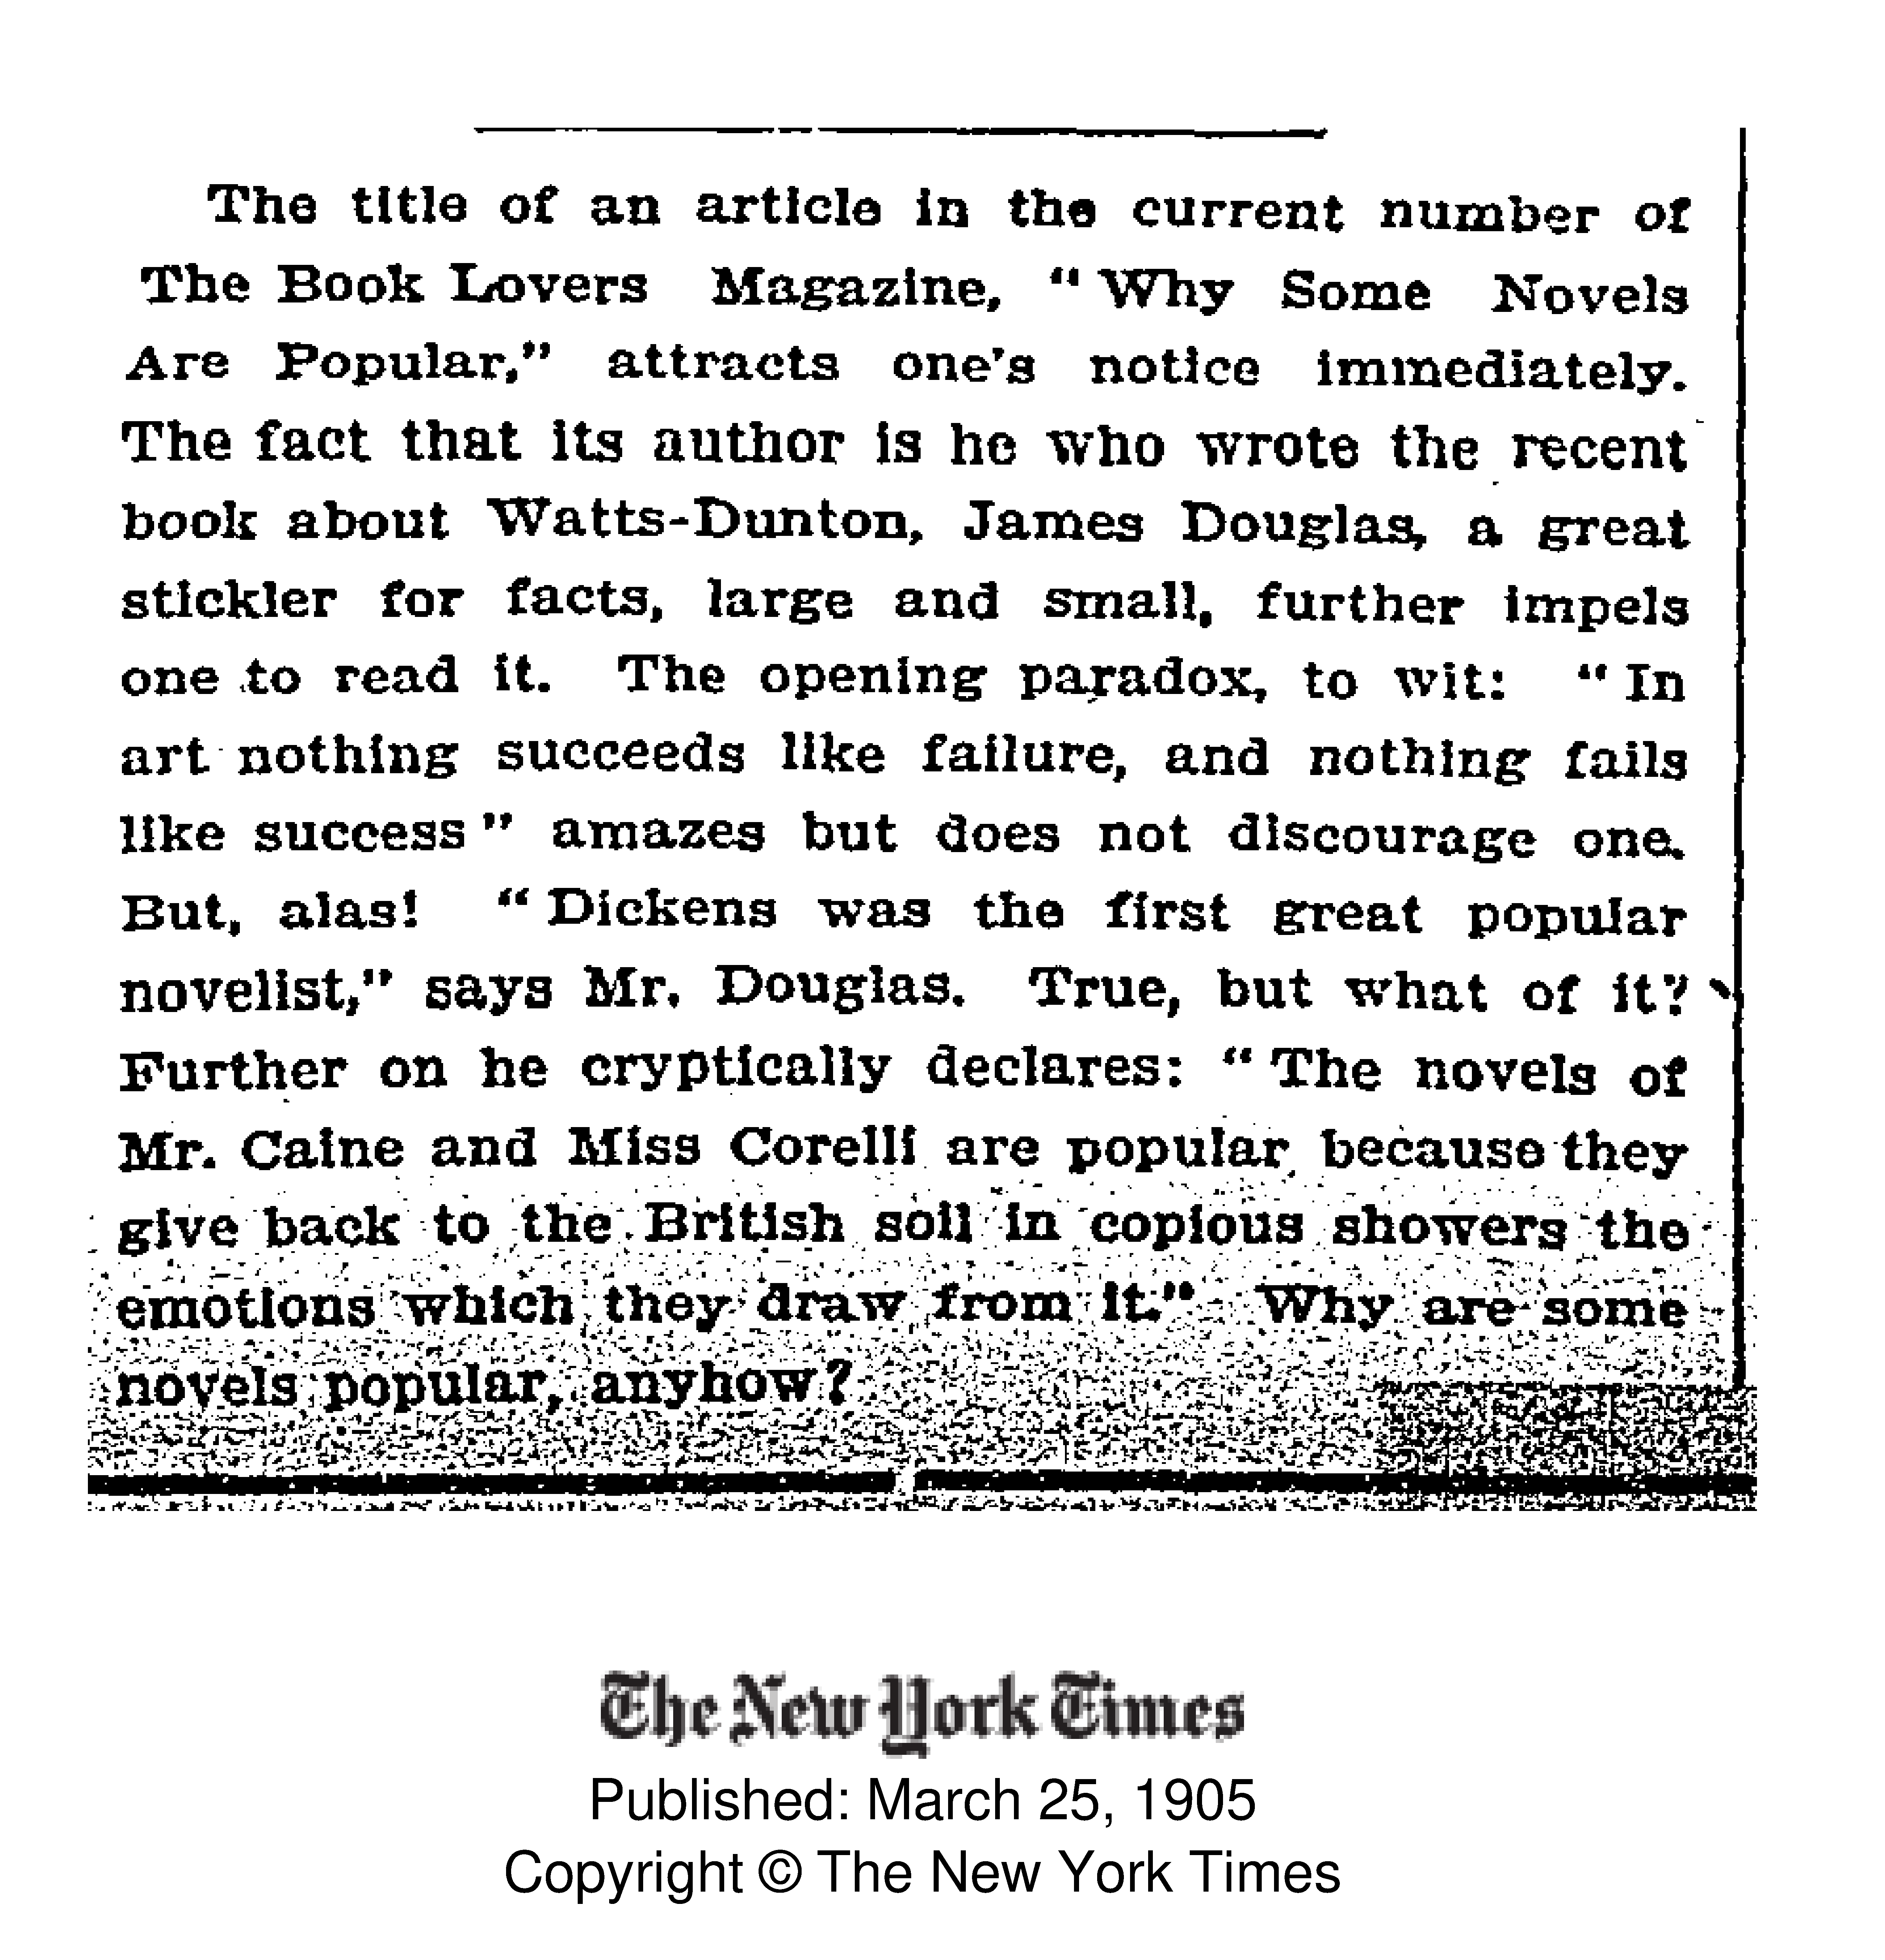 The title of an article in the current number of
The Book Lovers Magazine, "Why Some Novels
Are Popular," attracts one's notice immediately.
The fact that its author is he who wrote the recent
book about Watts-Dunton, James Douglas, a great
stickler for facts, large and small, further impels
one to read it. The opening paradox, to wit: "In
art nothing succeeds like failure, and nothing fails
like success" amazes but does not discourage one.
But, alas! "Dickens was the first great popular
novelist," says Mr. Douglas. True, but what of it?
Further on he cryptically declares: "The novels of
Mr. Caine and Miss Corelli are popular because they
give back to the British soil in copious showers the
emotions which they draw from it." Why are some
novels popular, anyhow?
The New York Times
Published: March 25, 1905
Copyright © The New York Times